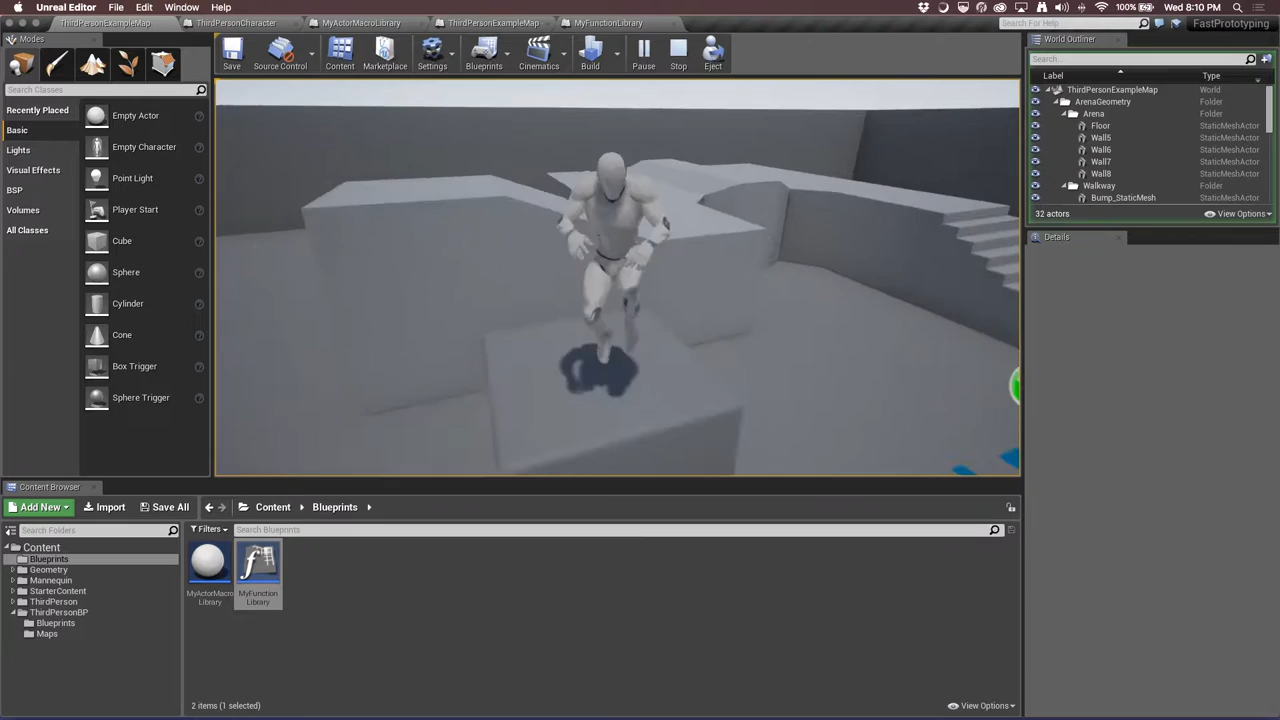 Unreal Editor File Edit Window Help 100% Wed 8:10 PM
ThirdPersonExampleMap ThirdPersonCharacter MyActorMacroLibrary ThirdPersonExampleMap MyFunctionLibrary Search For Help FastPrototyping
Modes
Search Classes
Recently Placed
Basic
Lights
Visual Effects
BSP
Volumes
All Classes
Empty Actor
Empty Character
Point Light
Player Start
Cube
Sphere
Cylinder
Cone
Box Trigger
Sphere Trigger
Save Source Control Content Marketplace Settings Blueprints Cinematics Build Pause Stop Eject
World Outliner
Search...
Label Type
ThirdPersonExampleMap World
ArenaGeometry Folder
Arena Folder
Floor StaticMeshActor
Wall5 StaticMeshActor
Wall6 StaticMeshActor
Wall7 StaticMeshActor
Wall8 StaticMeshActor
Walkway Folder
Bump_StaticMesh StaticMeshActor
32 actors View Options
Details
Content Browser
Add New Import Save All Content Blueprints
Search Folders Filters Search Blueprints
Content
Blueprints
Geometry
Mannequin
StarterContent
ThirdPerson
ThirdPersonBP
Blueprints
Maps
MyActorMacro
Library
MyFunction
Library
2 items (1 selected) View Options